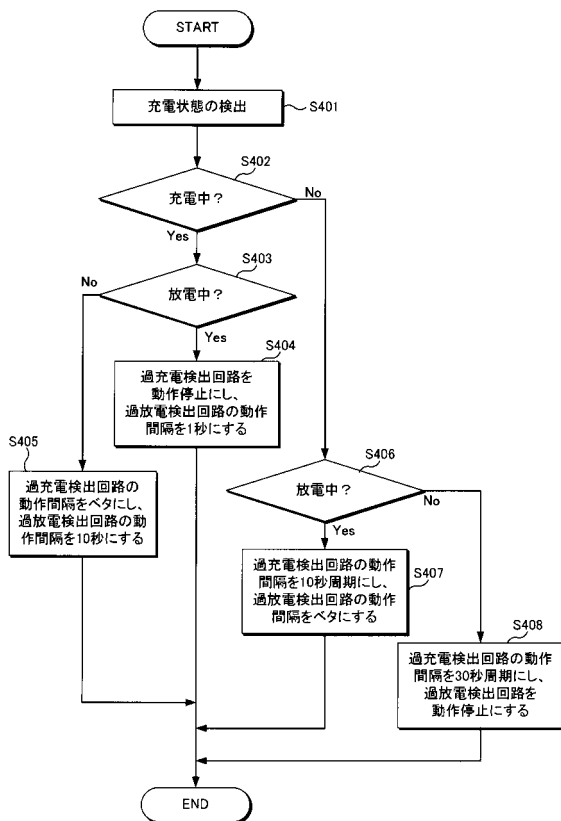 START
充電状態の検出
S401
S402
充電中？
No
Yes
S403
No
放電中？
Yes
S404
過充電検出回路を
動作停止にし、
過放電検出回路の動作
間隔を1秒にする
S405
過充電検出回路の
動作間隔をベタにし、
過放電検出回路の動
作間隔を10秒にする
S406
放電中？
No
Yes
過充電検出回路の動作
間隔を10秒周期にし、
過放電検出回路の動作
間隔をベタにする
S407
S408
過充電検出回路の動作
間隔を30秒周期にし、
過放電検出回路を
動作停止にする
END